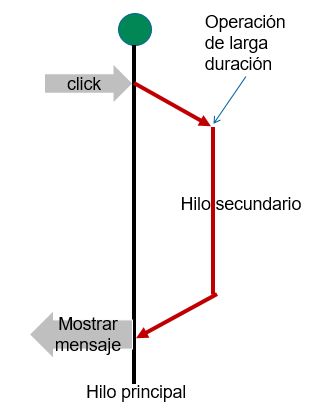 Operación
de larga
duración
click
Hilo secundario
Mostrar
mensaje
Hilo principal